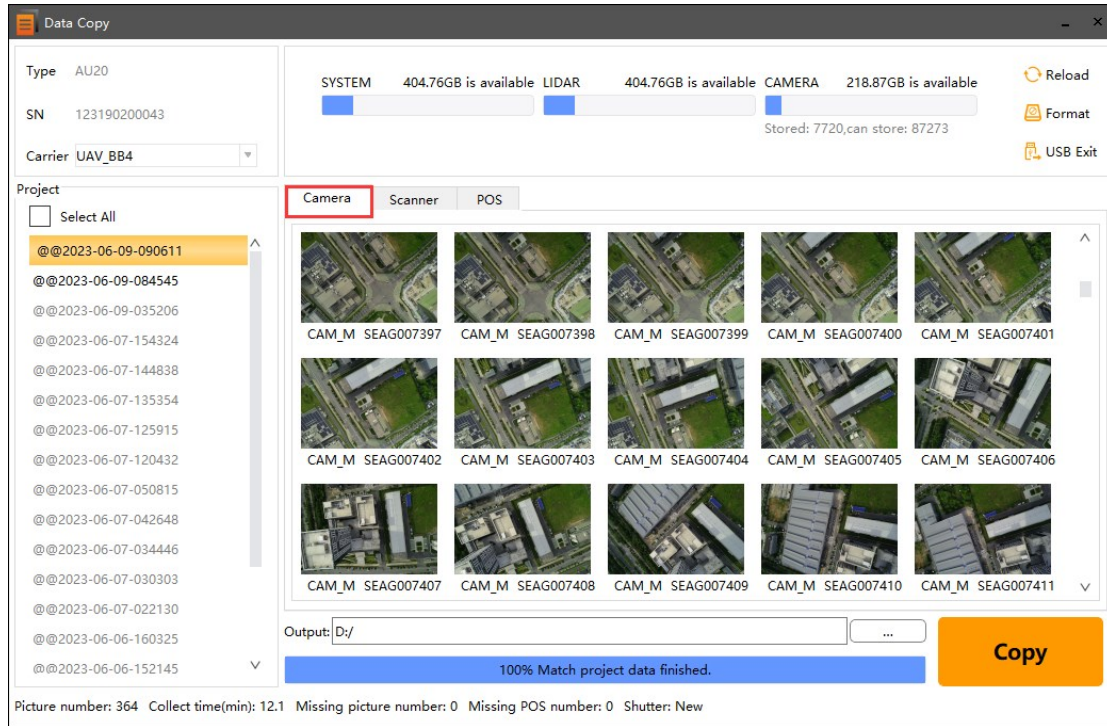 Data Copy
Type AU20
SN 123190200043
Carrier UAV_BB4
SYSTEM 404.76GB is available
LIDAR 404.76GB is available
CAMERA 218.87GB is available
Stored: 7720,can store: 87273
Reload
Format
USB Exit
Project
Select All
@@2023-06-09-090611
@@2023-06-09-084545
@@2023-06-09-035206
@@2023-06-07-154324
@@2023-06-07-144838
@@2023-06-07-135354
@@2023-06-07-125915
@@2023-06-07-120432
@@2023-06-07-050815
@@2023-06-07-042648
@@2023-06-07-034446
@@2023-06-07-030303
@@2023-06-07-022130
@@2023-06-06-160325
@@2023-06-06-152145
Camera Scanner POS
CAM_M SEAG007397 CAM_M SEAG007398 CAM_M SEAG007399 CAM_M SEAG007400 CAM_M SEAG007401
CAM_M SEAG007402 CAM_M SEAG007403 CAM_M SEAG007404 CAM_M SEAG007405 CAM_M SEAG007406
CAM_M SEAG007407 CAM_M SEAG007408 CAM_M SEAG007409 CAM_M SEAG007410 CAM_M SEAG007411
Output: D:/ ...
100% Match project data finished.
Copy
Picture number: 364 Collect time(min): 12.1 Missing picture number: 0 Missing POS number: 0 Shutter: New